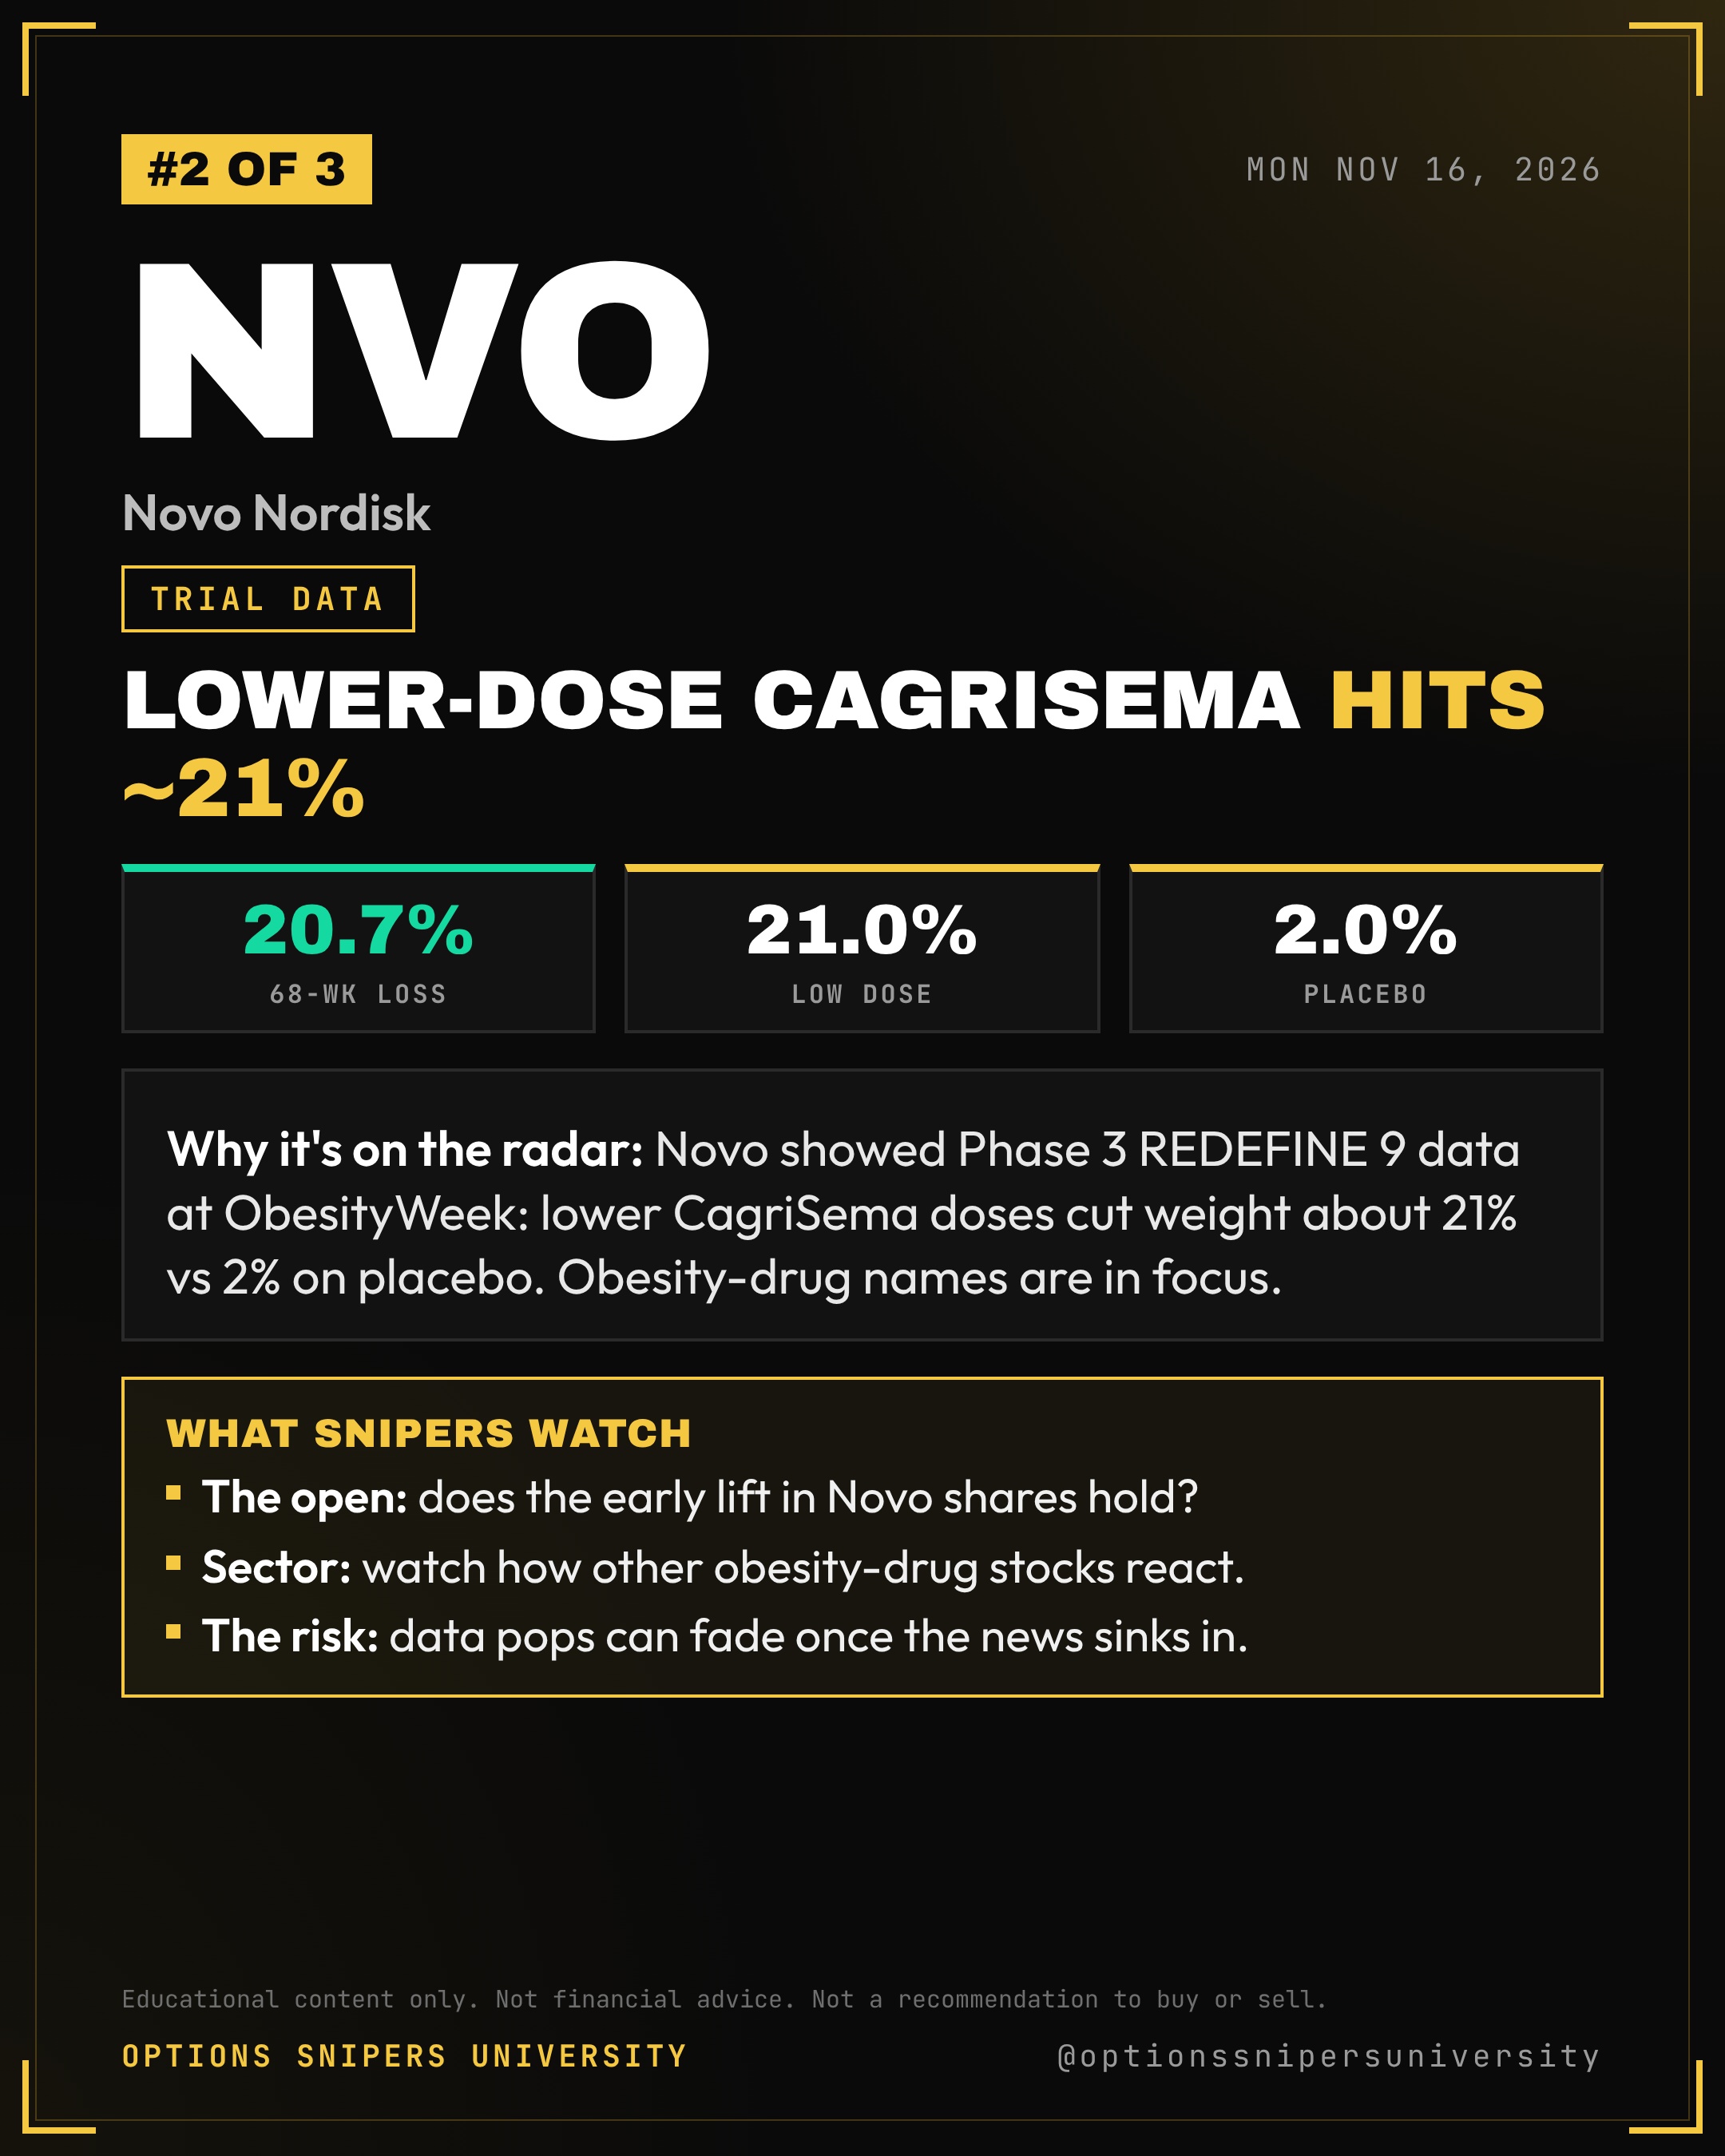 #2 OF 3
MON NOV 16, 2026
NVO
Novo Nordisk
TRIAL DATA
LOWER-DOSE CAGRISEMA HITS
~21%
20.7%
68-WK LOSS
21.0%
LOW DOSE
2.0%
PLACEBO
Why it's on the radar: Novo showed Phase 3 REDEFINE 9 data
at ObesityWeek: lower CagriSema doses cut weight about 21%
vs 2% on placebo. Obesity-drug names are in focus.
WHAT SNIPERS WATCH
The open: does the early lift in Novo shares hold?
Sector: watch how other obesity-drug stocks react.
The risk: data pops can fade once the news sinks in.
Educational content only. Not financial advice. Not a recommendation to buy or sell.
OPTIONS SNIPERS UNIVERSITY
@optionssnipersuniversity